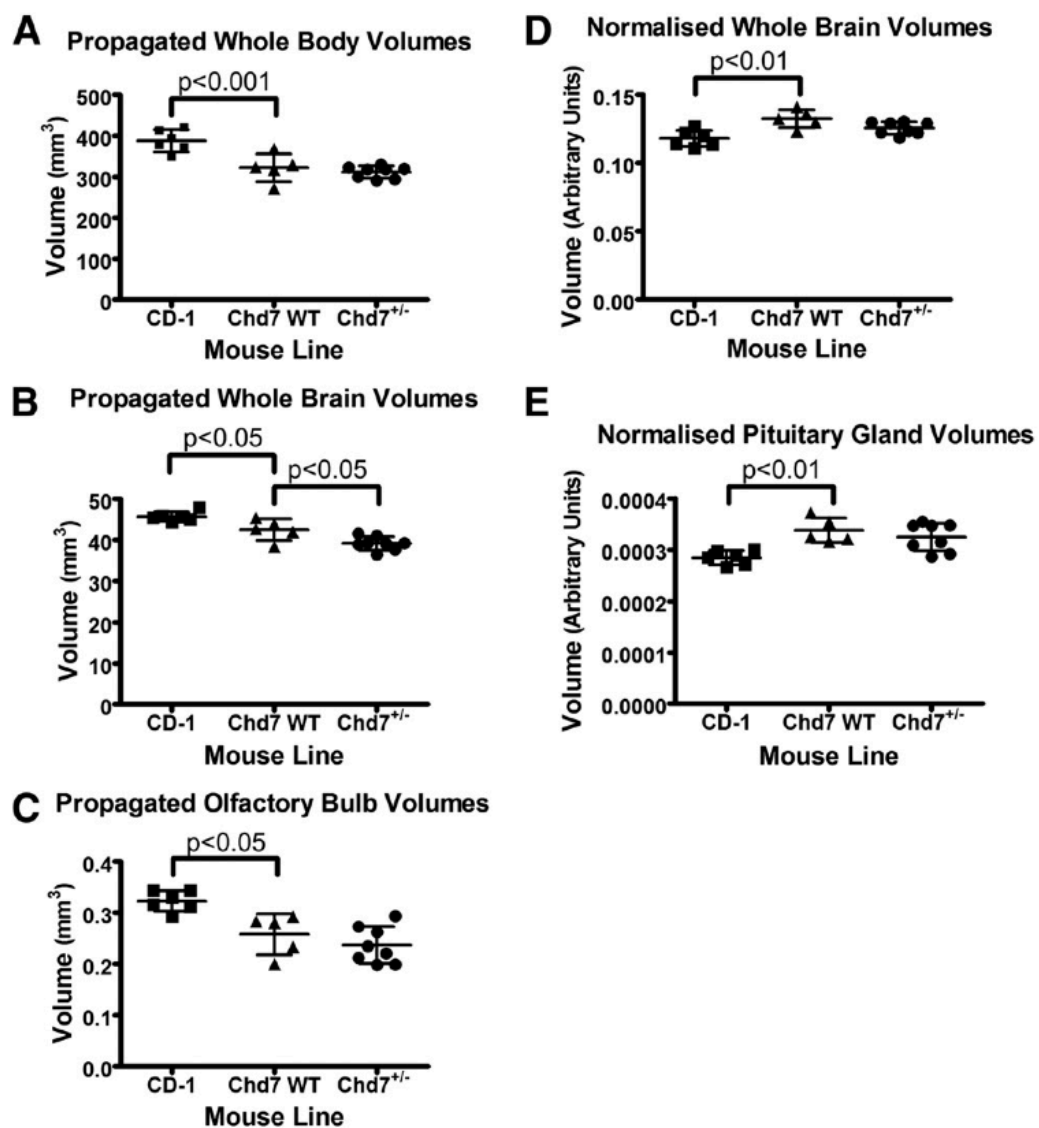 A Propagated Whole Body Volumes
p<0.001
Volume (mm³)
500
400
300
200
100
0
CD-1 Chd7 WT Chd7⁺/⁻
Mouse Line
B Propagated Whole Brain Volumes
p<0.05
p<0.05
Volume (mm³)
50
40
30
20
10
0
CD-1 Chd7 WT Chd7⁺/⁻
Mouse Line
C Propagated Olfactory Bulb Volumes
p<0.05
Volume (mm³)
0.4
0.3
0.2
0.1
0.0
CD-1 Chd7 WT Chd7⁺/⁻
Mouse Line
D Normalised Whole Brain Volumes
p<0.01
Volume (Arbitrary Units)
0.15
0.10
0.05
0.00
CD-1 Chd7 WT Chd7⁺/⁻
Mouse Line
E Normalised Pituitary Gland Volumes
p<0.01
Volume (Arbitrary Units)
0.0004
0.0003
0.0002
0.0001
0.0000
CD-1 Chd7 WT Chd7⁺/⁻
Mouse Line